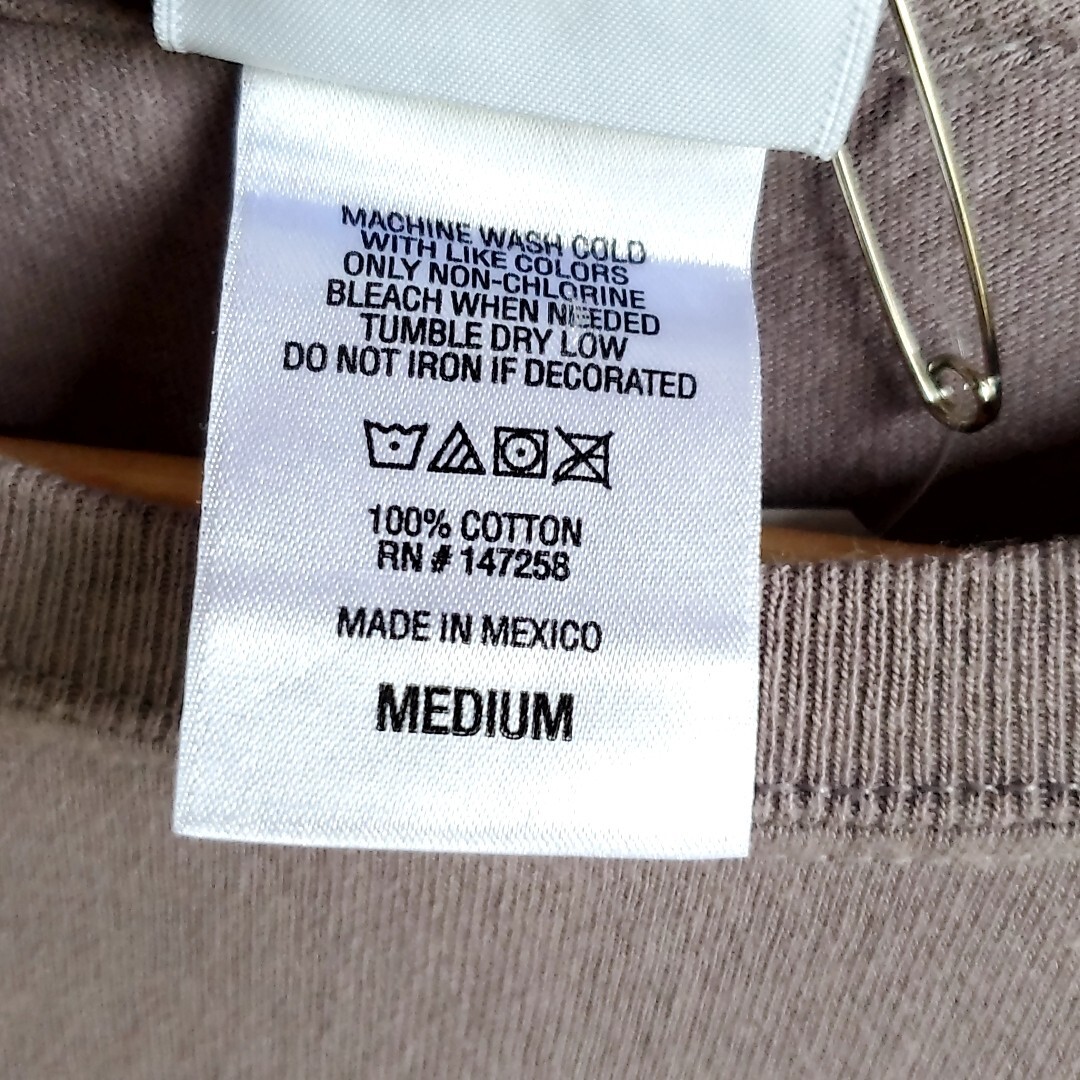 MACHINE WASH COLD
WITH LIKE COLORS
ONLY NON-CHLORINE
BLEACH WHEN NEEDED
TUMBLE DRY LOW
DO NOT IRON IF DECORATED
100% COTTON
RN # 147258
MADE IN MEXICO
MEDIUM